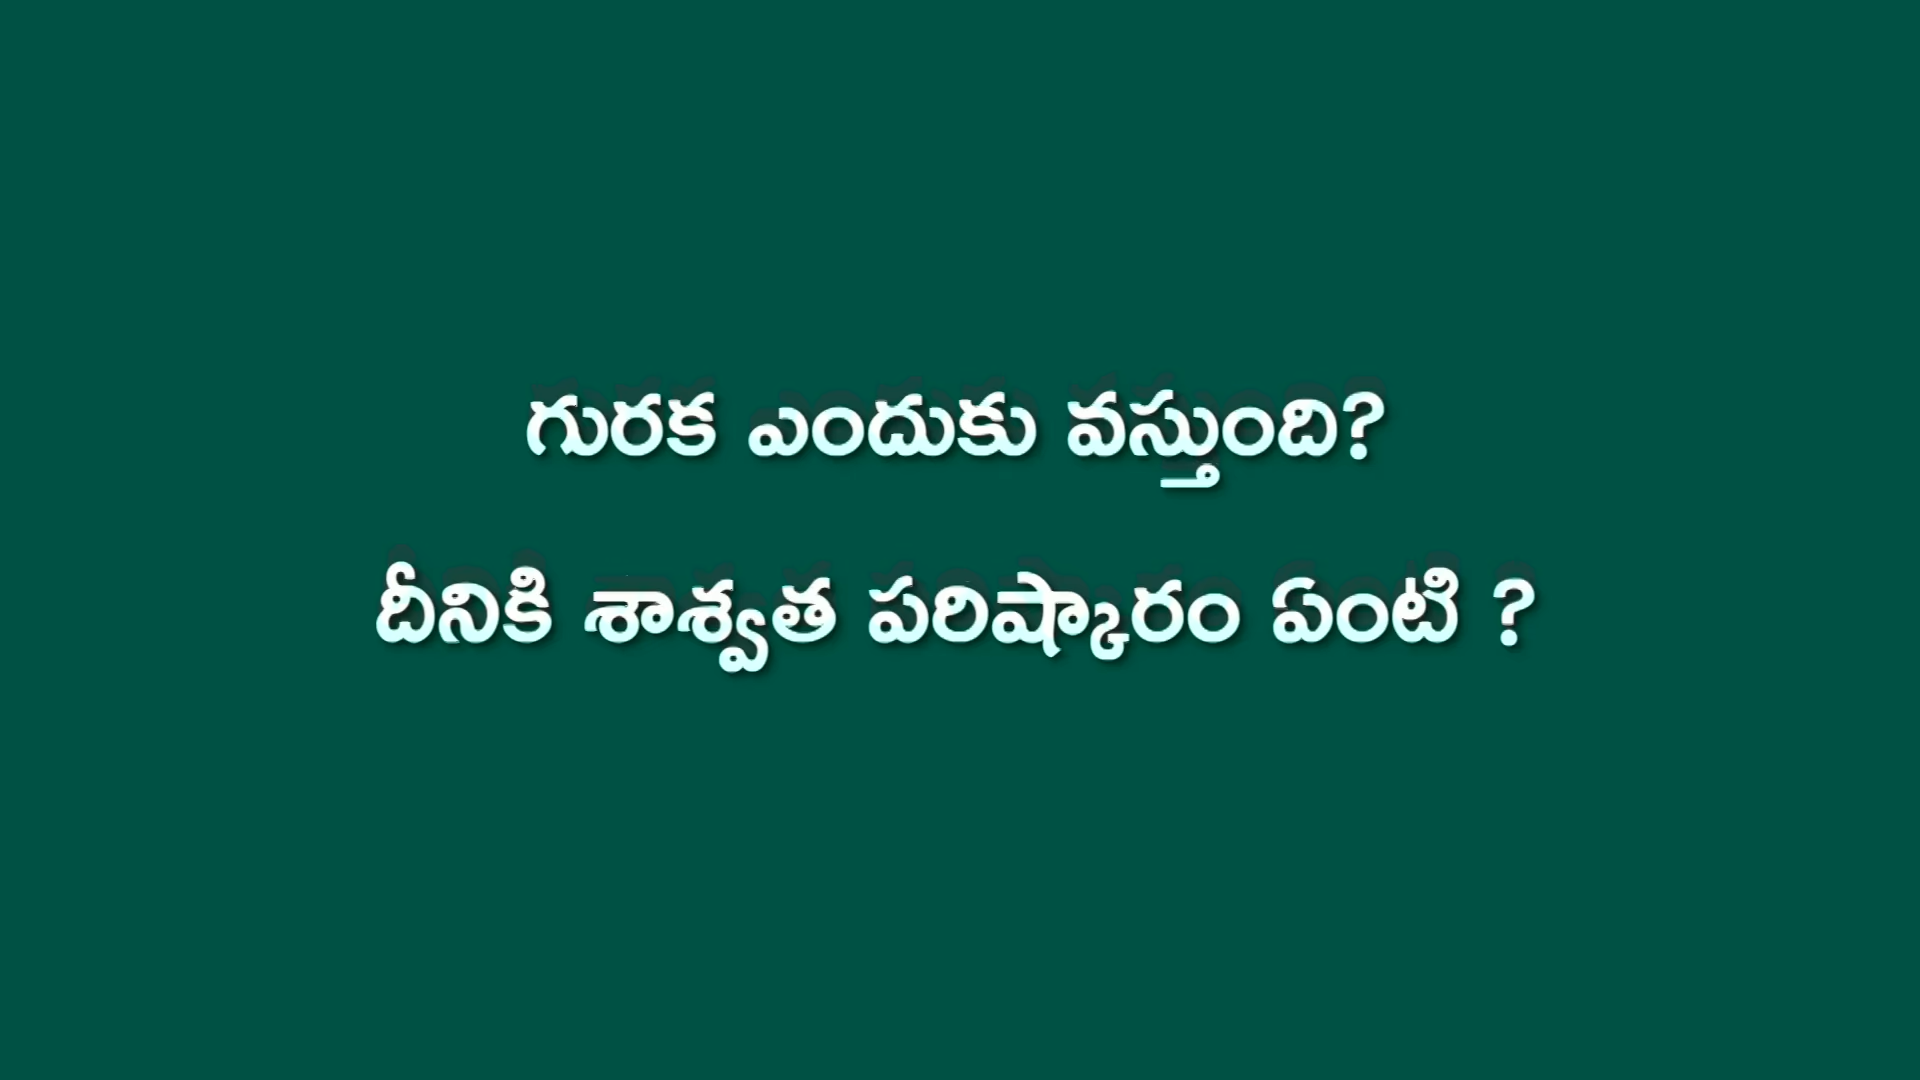 గురక ఎందుకు వస్తుంది?
దీనికి శాశ్వత పరిష్కారం ఏంటి ?